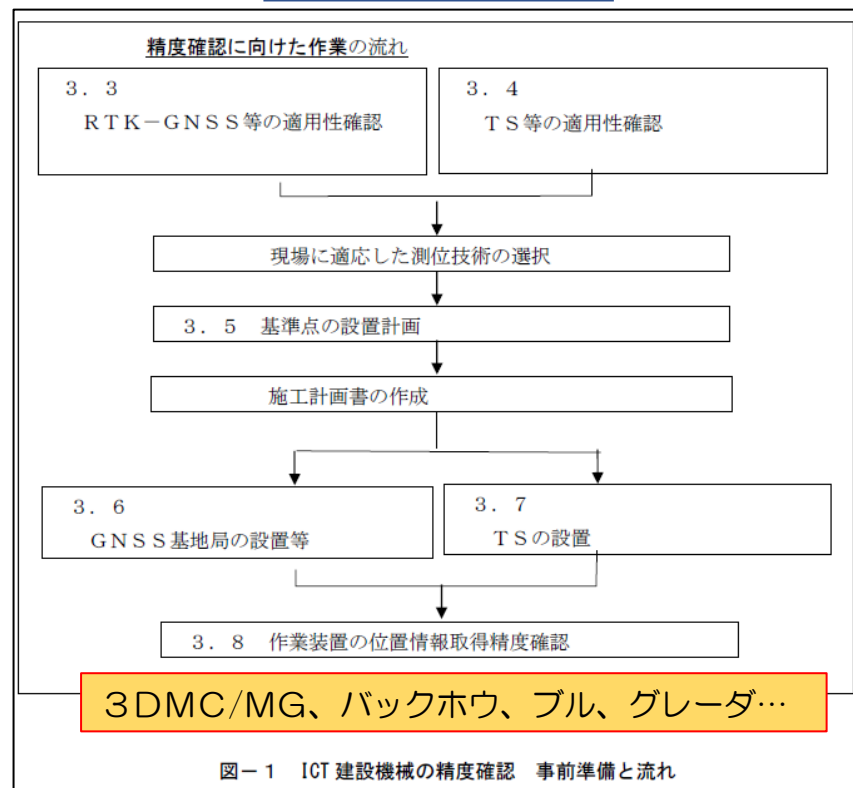 精度確認に向けた作業の流れ
3．3
RTK－GNSS等の適用性確認
3．4
TS等の適用性確認
現場に適応した測位技術の選択
3．5　基準点の設置計画
施工計画書の作成
3．6
GNSS基地局の設置等
3．7
TSの設置
3．8　作業装置の位置情報取得精度確認
3DMC/MG、バックホウ、ブル、グレーダ…
図－1　ICT 建設機械の精度確認　事前準備と流れ